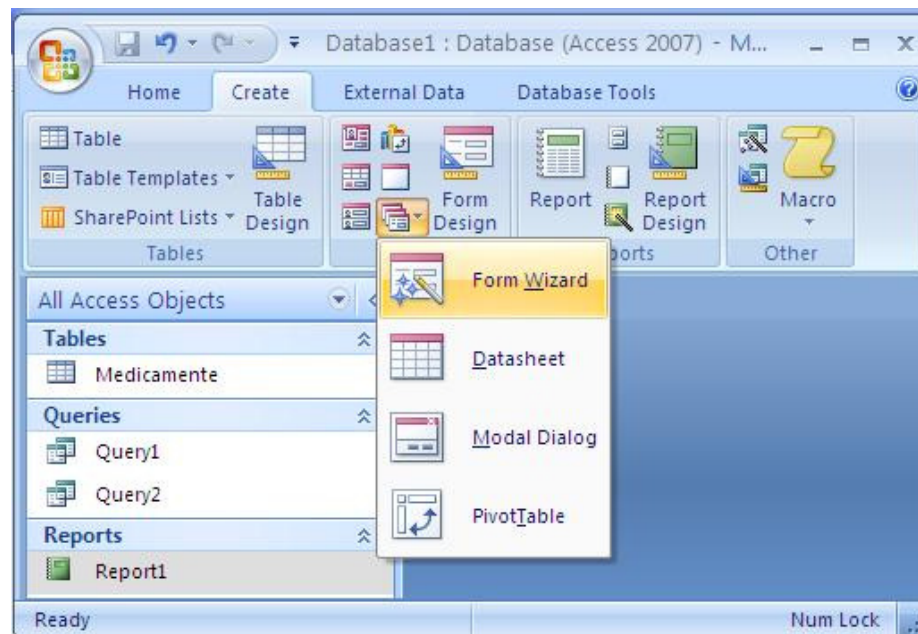 Database1 : Database (Access 2007) - M...
Home Create External Data Database Tools
Table
Table Templates
SharePoint Lists
Table Design
Tables
Form Design
Report
Report Design
ports
Macro
Other
Form Wizard
Datasheet
Modal Dialog
PivotTable
All Access Objects
Tables
Medicamente
Queries
Query1
Query2
Reports
Report1
Ready
Num Lock